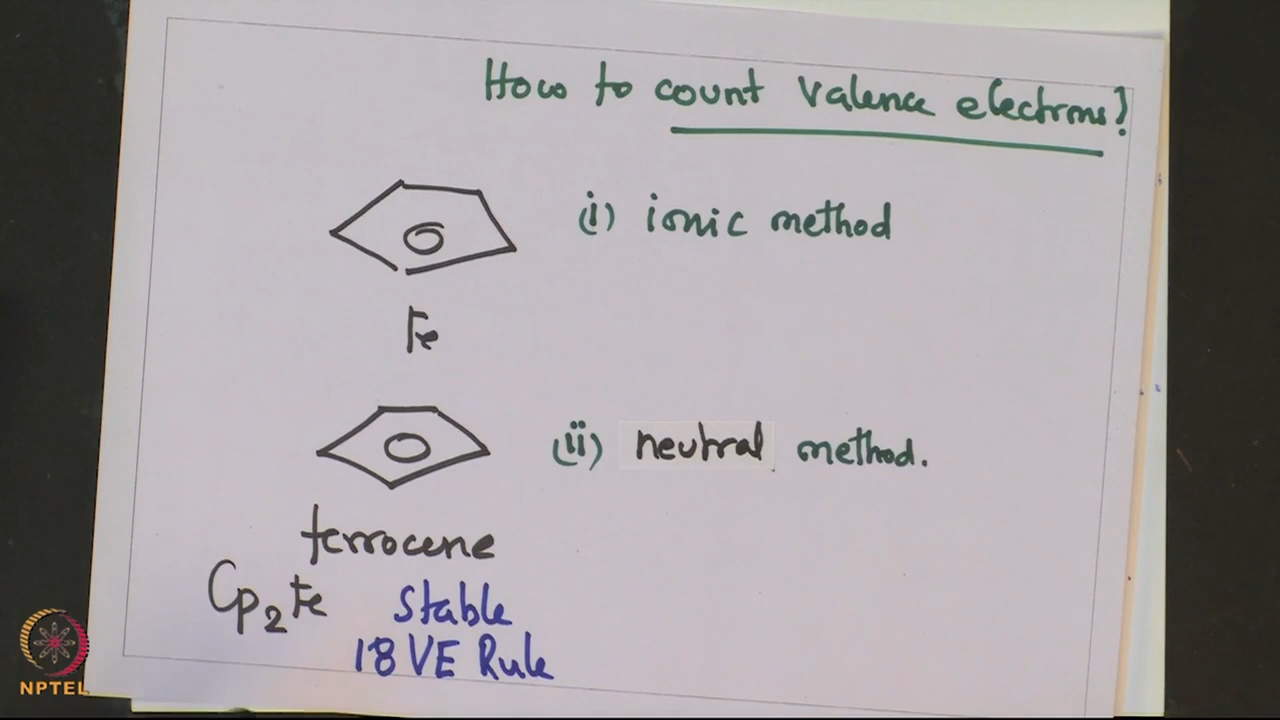 How to count valence electrons?
(i) ionic method
Fe
(ii) neutral method.
ferrocene
Cp2Fe Stable
18 VE Rule
NPTEL